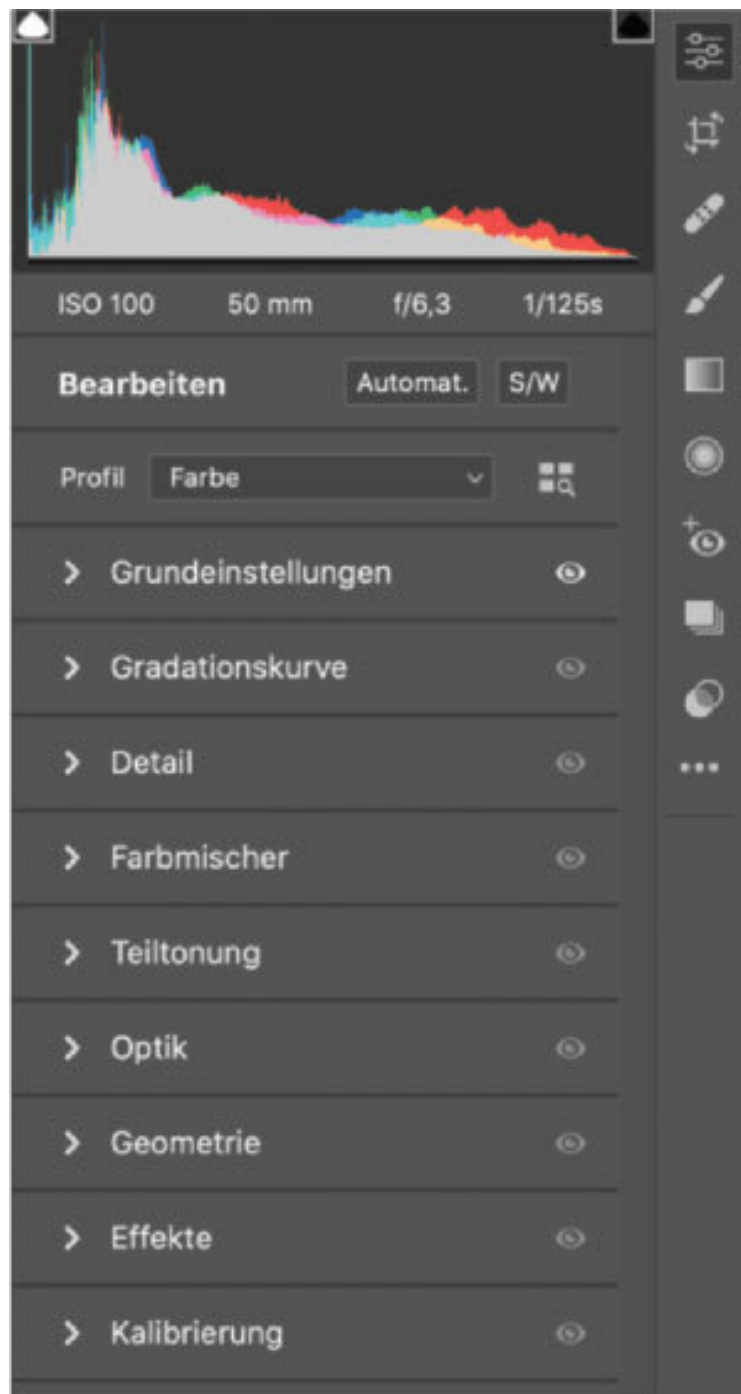 ISO 100 50 mm f/6,3 1/125s
Bearbeiten Automat. S/W
Profil Farbe
Grundeinstellungen
Gradationskurve
Detail
Farbmischer
Teiltonung
Optik
Geometrie
Effekte
Kalibrierung